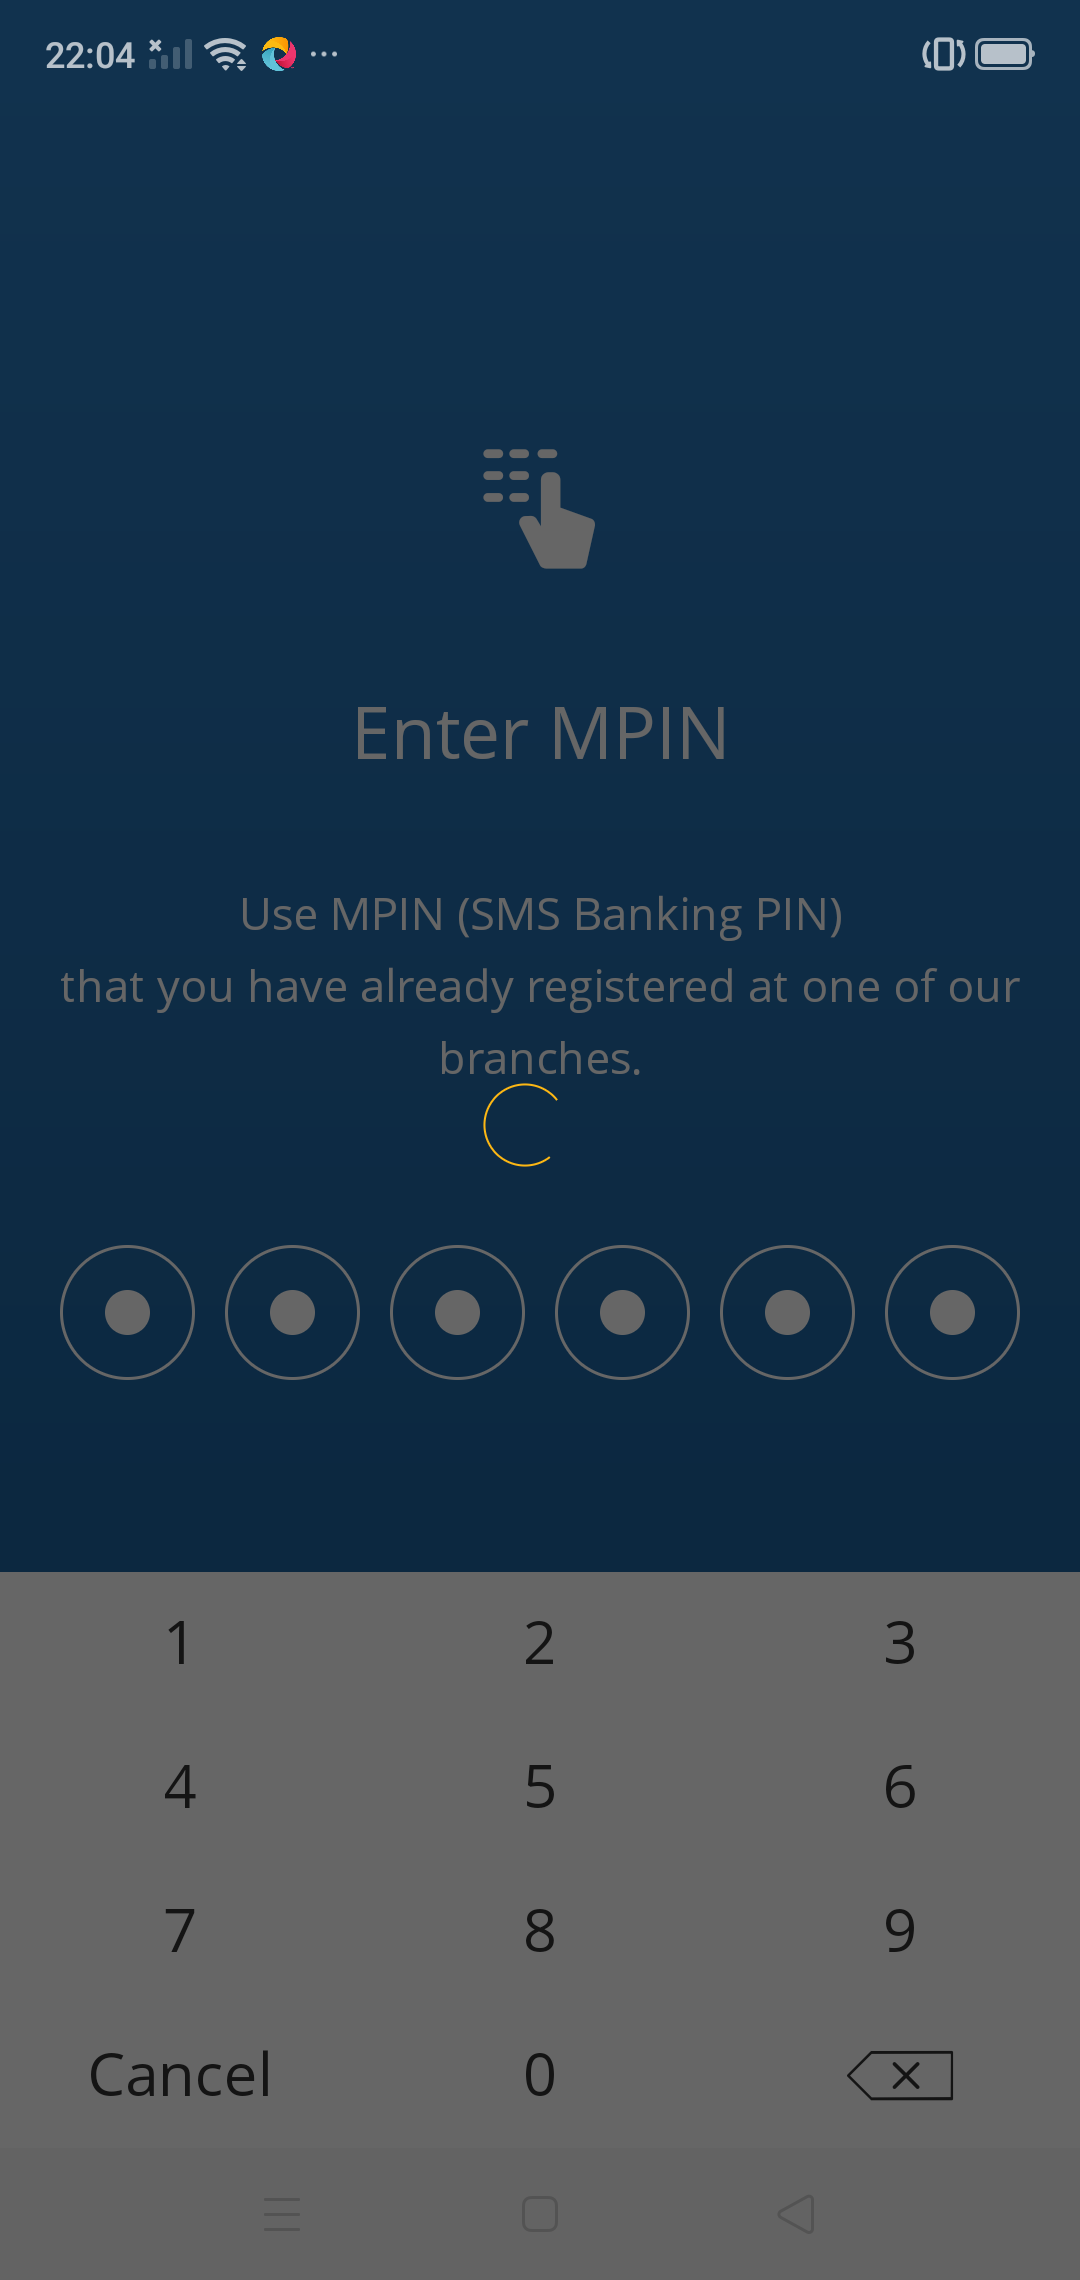 22:04
Enter MPIN
Use MPIN (SMS Banking PIN)
that you have already registered at one of our
branches.
1 2 3
4 5 6
7 8 9
Cancel 0